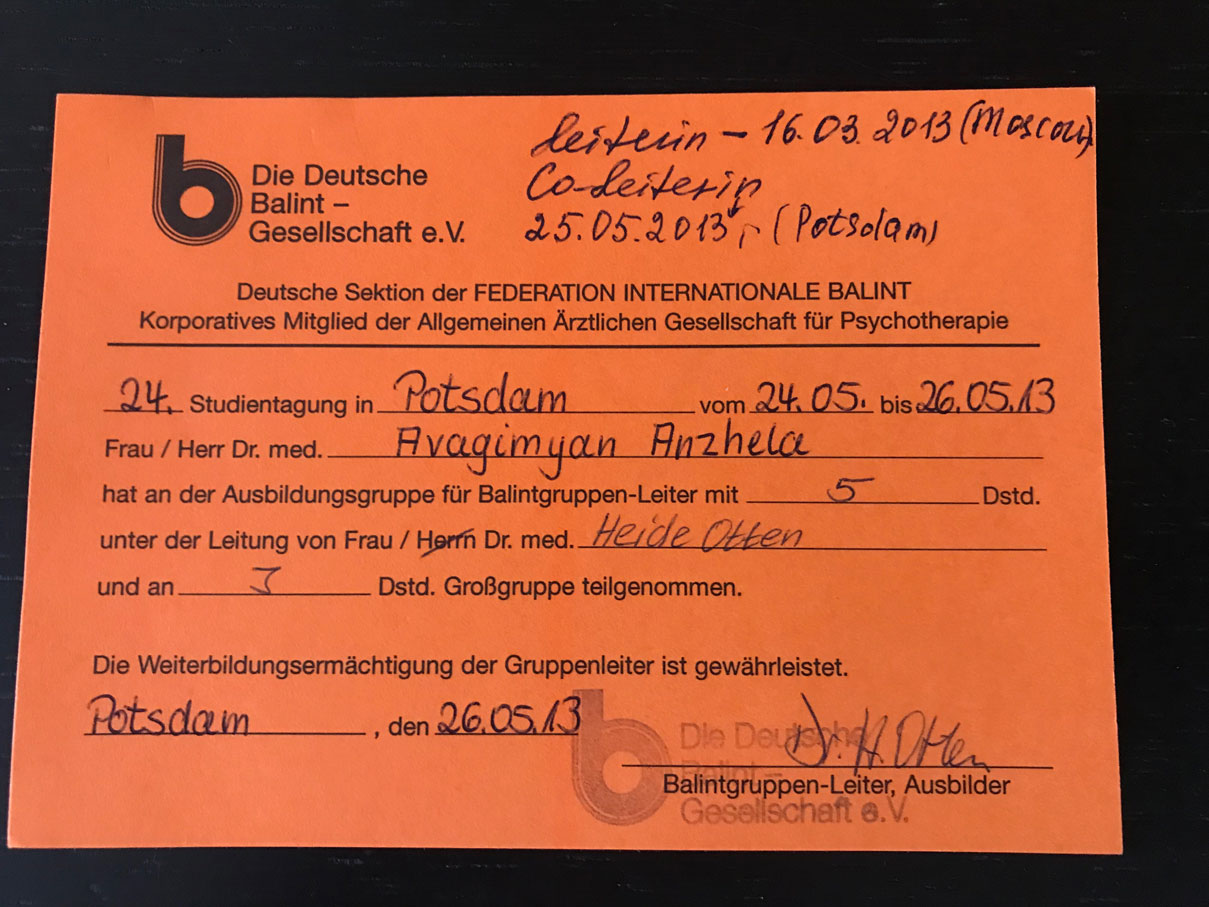 Die Deutsche
Balint –
Gesellschaft e.V.
Leiterin – 16.03.2013 (Moscow).
Co-Leiterin
25.05.2013, - (Potsdam)
Deutsche Sektion der FEDERATION INTERNATIONALE BALINT
Korporatives Mitglied der Allgemeinen Ärztlichen Gesellschaft für Psychotherapie
24. Studientagung in Potsdam vom 24.05. bis 26.05.13
Frau / Herr Dr. med. Avagimyan Anzhela
hat an der Ausbildungsgruppe für Balintgruppen-Leiter mit 5 Dstd.
unter der Leitung von Frau / Herrn Dr. med. Heide Otten
und an Dstd. Großgruppe teilgenommen.
Die Weiterbildungsermächtigung der Gruppenleiter ist gewährleistet.
Potsdam, den 26.05.13
Dr. H. Otten
Balintgruppen-Leiter, Ausbilder
Die Deutsche
Balint –
Gesellschaft e.V.